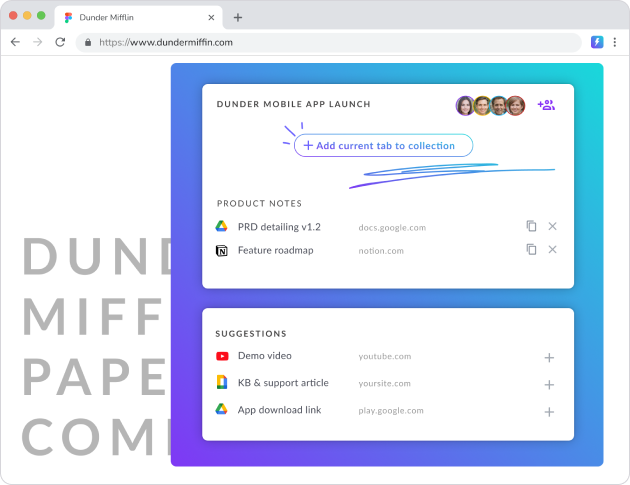 Dunder Mifflin
https://www.dundermiffin.com
DUNDER MOBILE APP LAUNCH
+ Add current tab to collection
PRODUCT NOTES
PRD detailing v1.2 docs.google.com
Feature roadmap notion.com
SUGGESTIONS
Demo video youtube.com
KB & support article yoursite.com
App download link play.google.com
DUND
MIFF
PAPE
COM